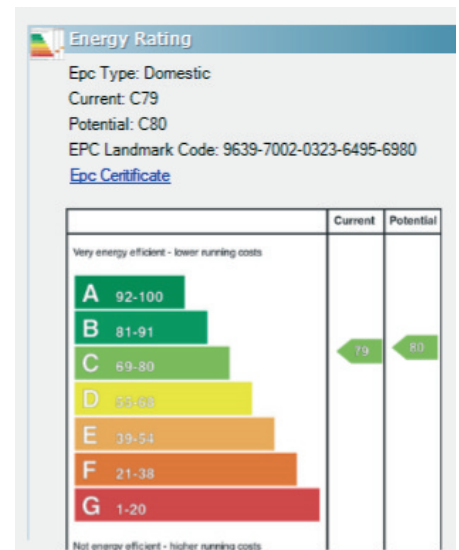 Energy Rating
Epc Type: Domestic
Current: C79
Potential: C80
EPC Landmark Code: 9639-7002-0323-6495-6980
Epc Ceritificate
Current Potential
Very energy efficient - lower running costs
A 92-100
B 81-91
C 69-80
79 80
D 55-68
E 39-54
F 21-38
G 1-20
Not energy efficient - higher running costs